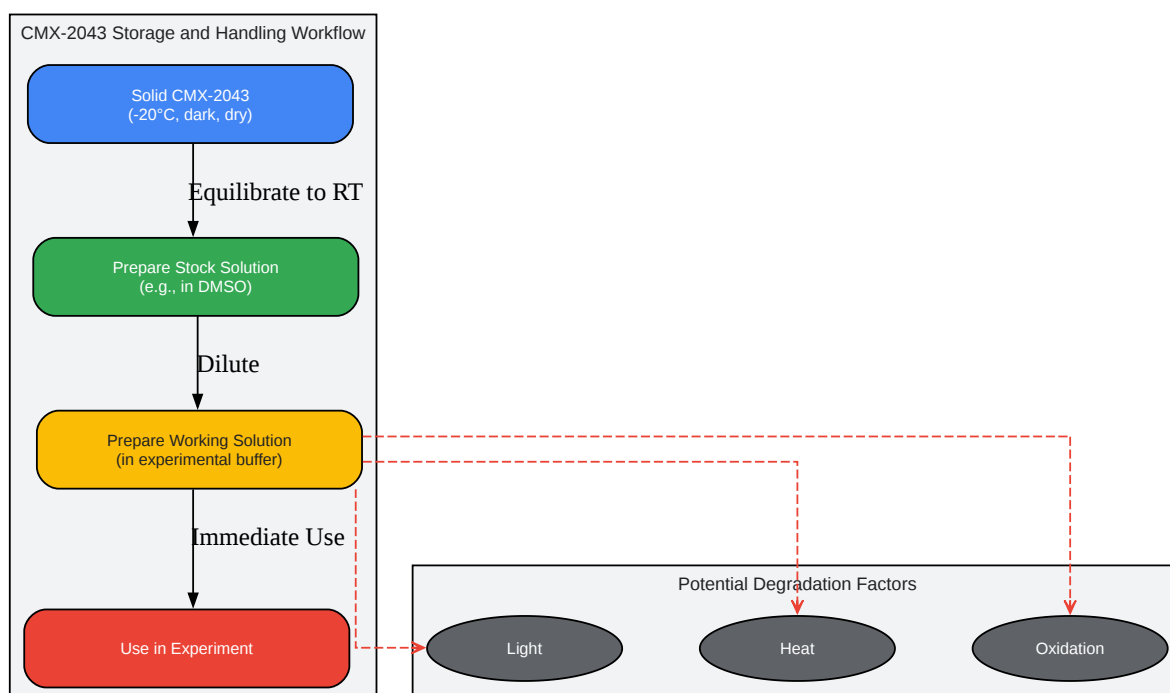 CMX-2043 Storage and Handling Workflow
Solid CMX-2043
(-20°C, dark, dry)
Equilibrate to RT
Prepare Stock Solution
(e.g., in DMSO)
Dilute
Prepare Working Solution
(in experimental buffer)
Immediate Use
Use in Experiment
Potential Degradation Factors
Light
Heat
Oxidation